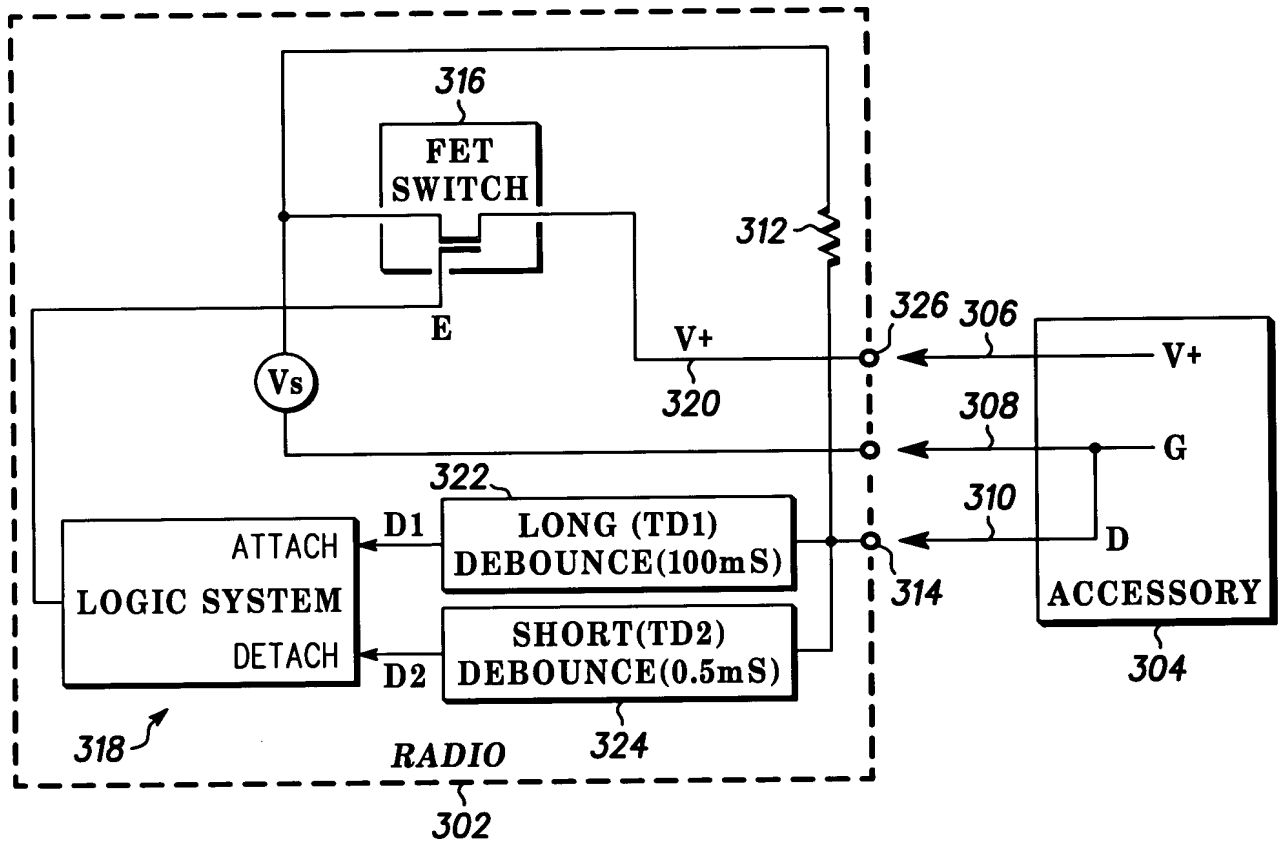 316
FET
SWITCH
312
E
V+
320
326
306
V+
Vs
308
G
322
310
D1
LONG (TD1)
DEBOUNCE(100mS)
D
ATTACH
314
LOGIC SYSTEM
ACCESSORY
SHORT(TD2)
DETACH
D2
DEBOUNCE(0.5mS)
304
318
324
RADIO
302